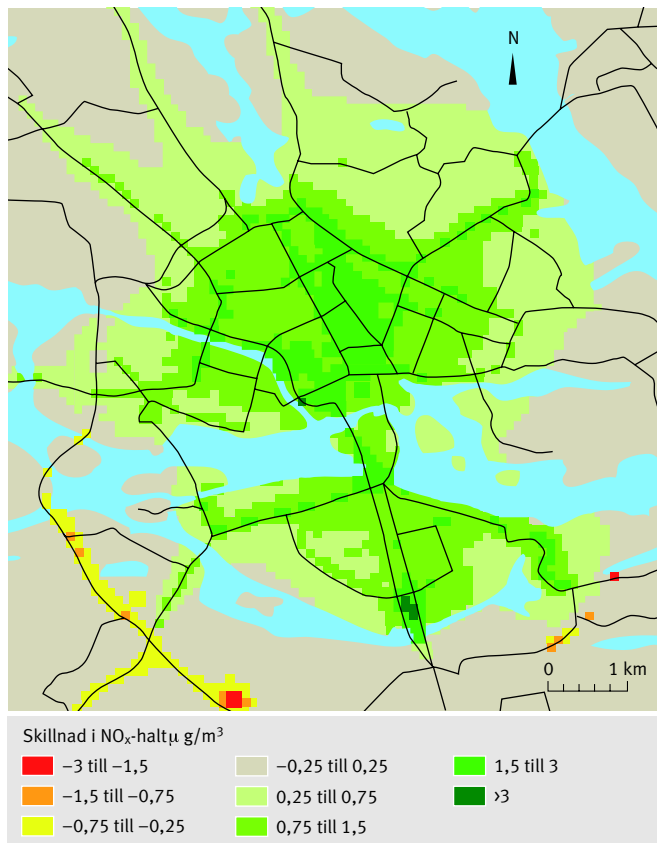 N
0 1 km
Skillnad i NOx-haltµ g/m³
−3 till −1,5
−1,5 till −0,75
−0,75 till −0,25
−0,25 till 0,25
0,25 till 0,75
0,75 till 1,5
1,5 till 3
>3